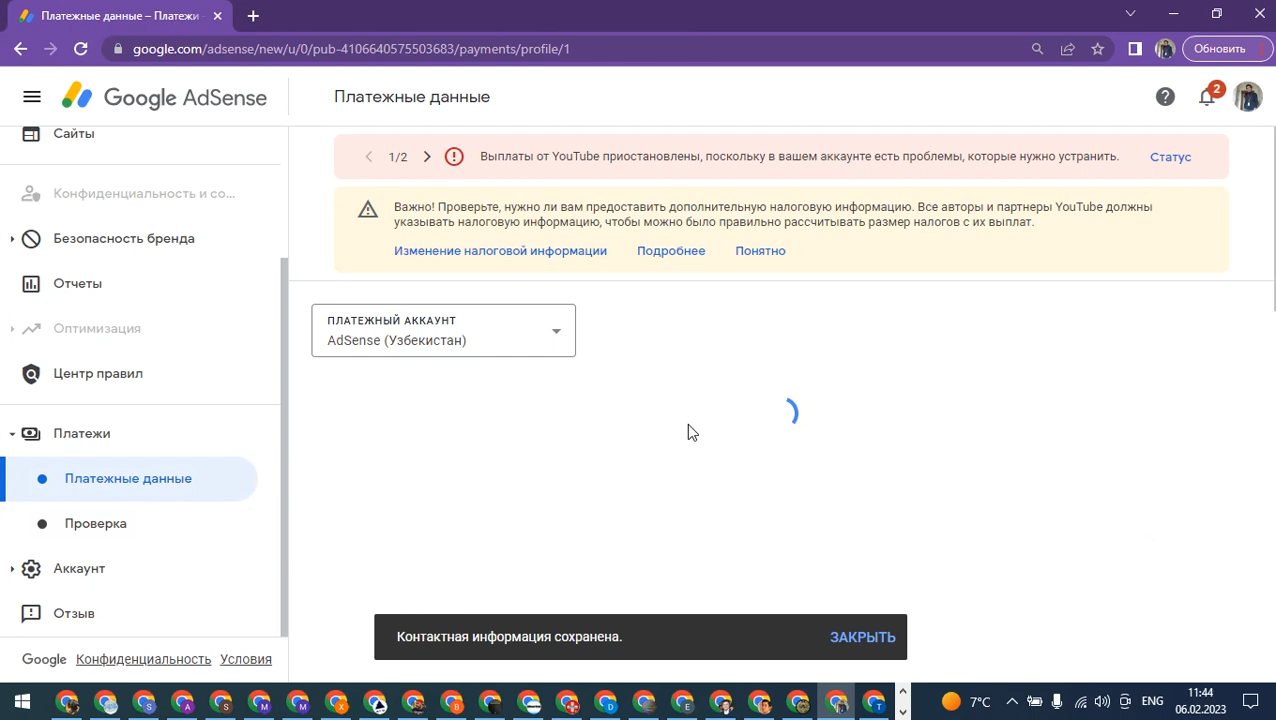 Платежные данные – Платежи -
google.com/adsense/new/u/0/pub-4106640575503683/payments/profile/1
Обновить
Google AdSense
Платежные данные
2
Сайты
1/2
Выплаты от YouTube приостановлены, поскольку в вашем аккаунте есть проблемы, которые нужно устранить.
Статус
Конфиденциальность и со...
Важно! Проверьте, нужно ли вам предоставить дополнительную налоговую информацию. Все авторы и партнеры YouTube должны
указывать налоговую информацию, чтобы можно было правильно рассчитывать размер налогов с их выплат.
Безопасность бренда
Изменение налоговой информации
Подробнее
Понятно
Отчеты
ПЛАТЕЖНЫЙ АККАУНТ
AdSense (Узбекистан)
Оптимизация
Центр правил
Платежи
Платежные данные
Проверка
Аккаунт
Отзыв
Контактная информация сохранена.
ЗАКРЫТЬ
Google
Конфиденциальность
Условия
7°C
ENG
11:44
06.02.2023